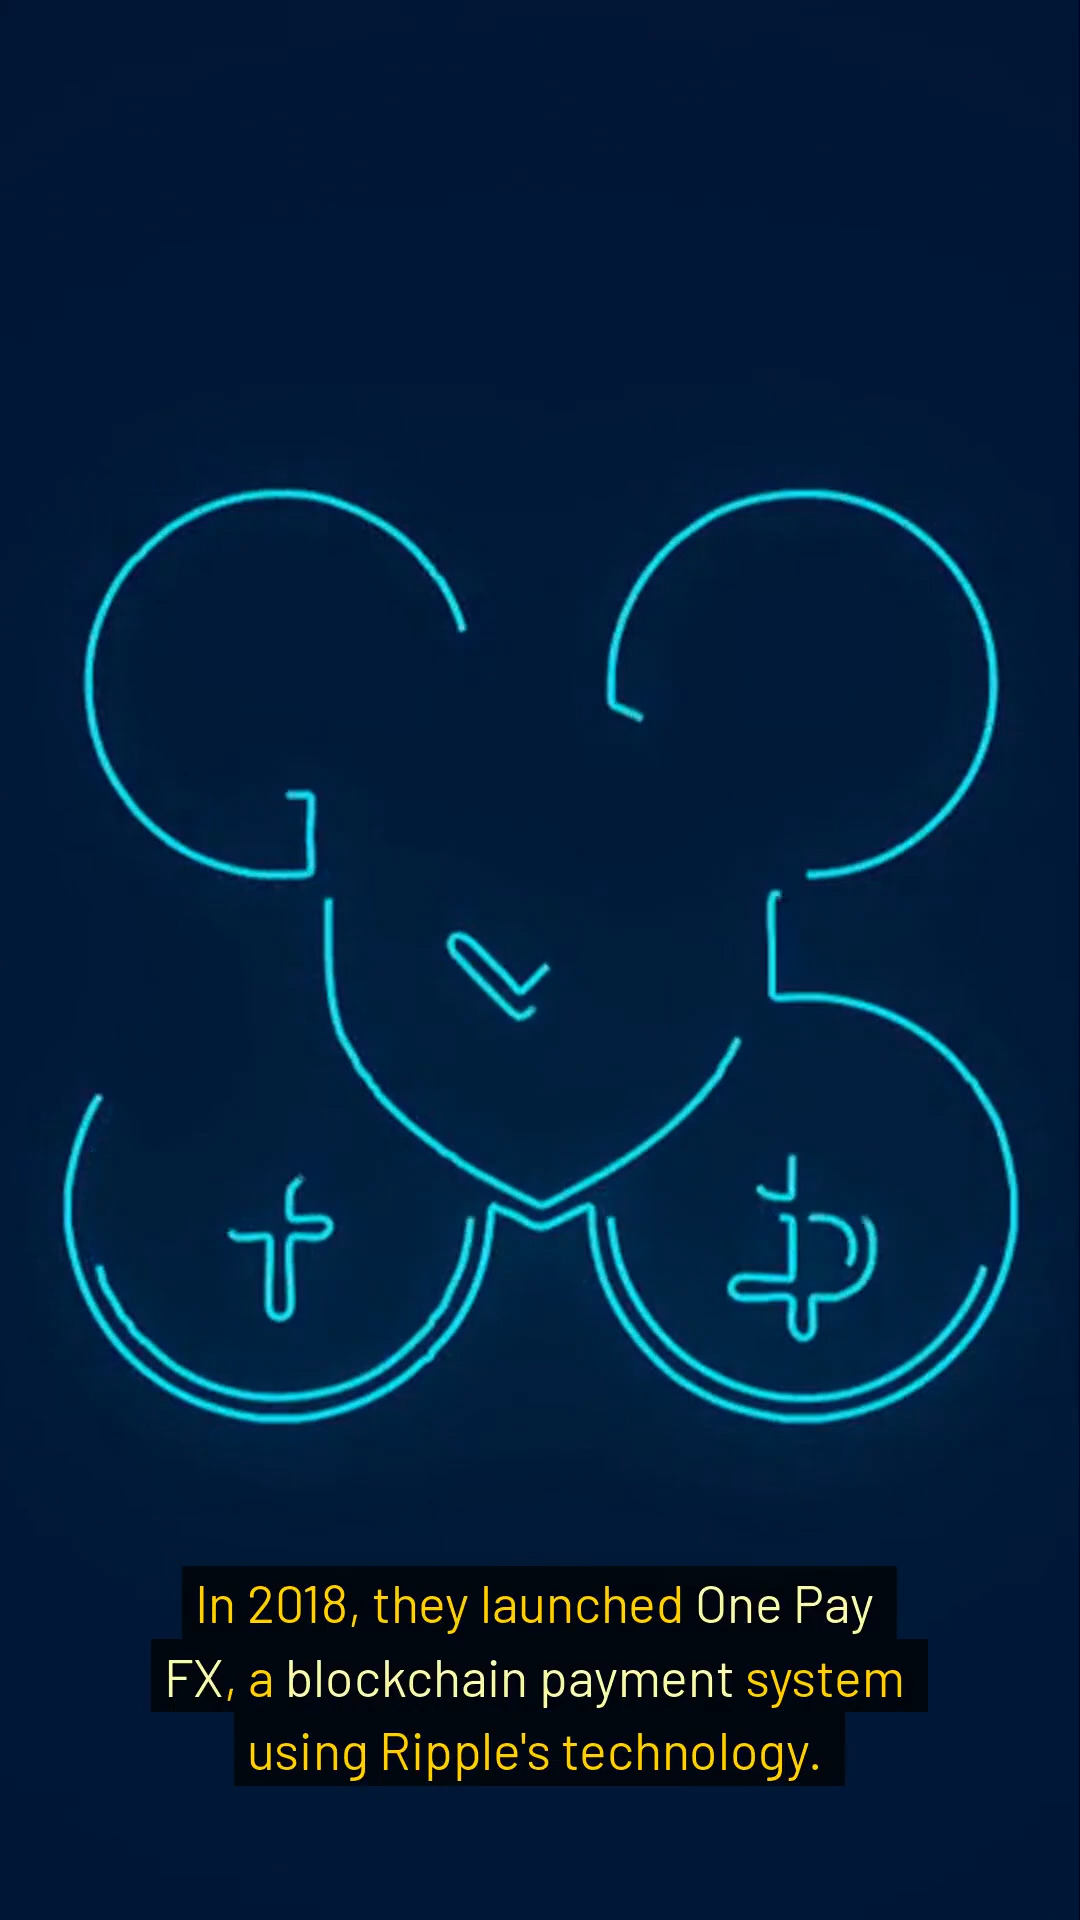 In 2018, they launched One Pay
FX, a blockchain payment system
using Ripple's technology.